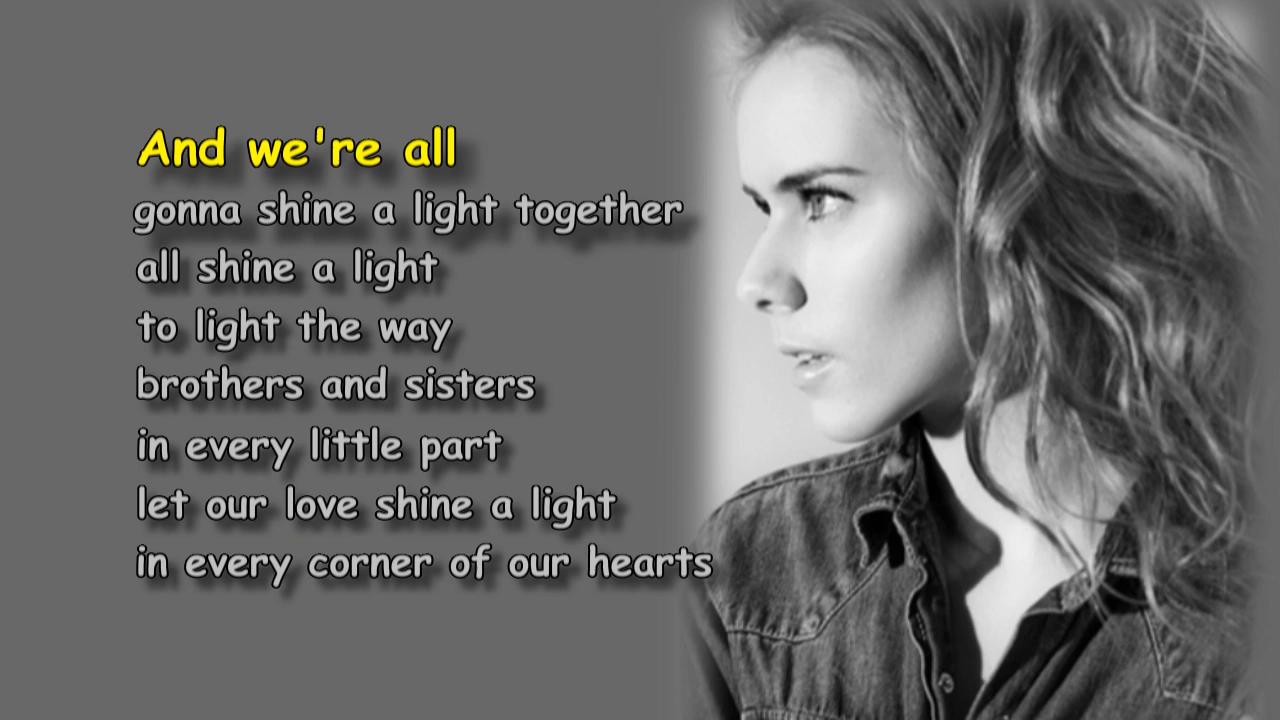 And we're all
gonna shine a light together
all shine a light
to light the way
brothers and sisters
in every little part
let our love shine a light
in every corner of our hearts